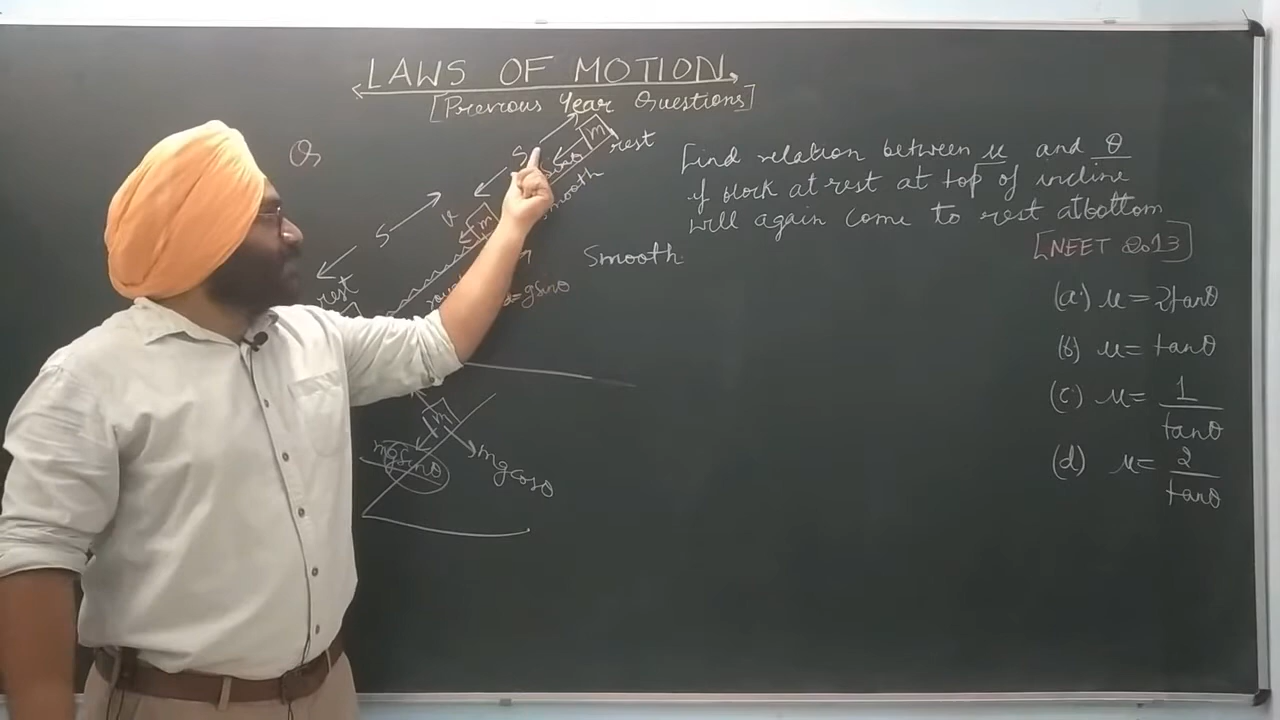 LAWS OF MOTION
[Previous Year Questions]
Q
S
m
rest
smooth
S
v
m
rest
a=gsinθ
Smooth
m
mgsinθ
mgcosθ
Find relation between u and θ
if block at rest at top of incline
will again come to rest at bottom
[NEET 2013]
(a) u = 2tanθ
(b) u = tanθ
(c) u = 1/tanθ
(d) u = 2/tanθ